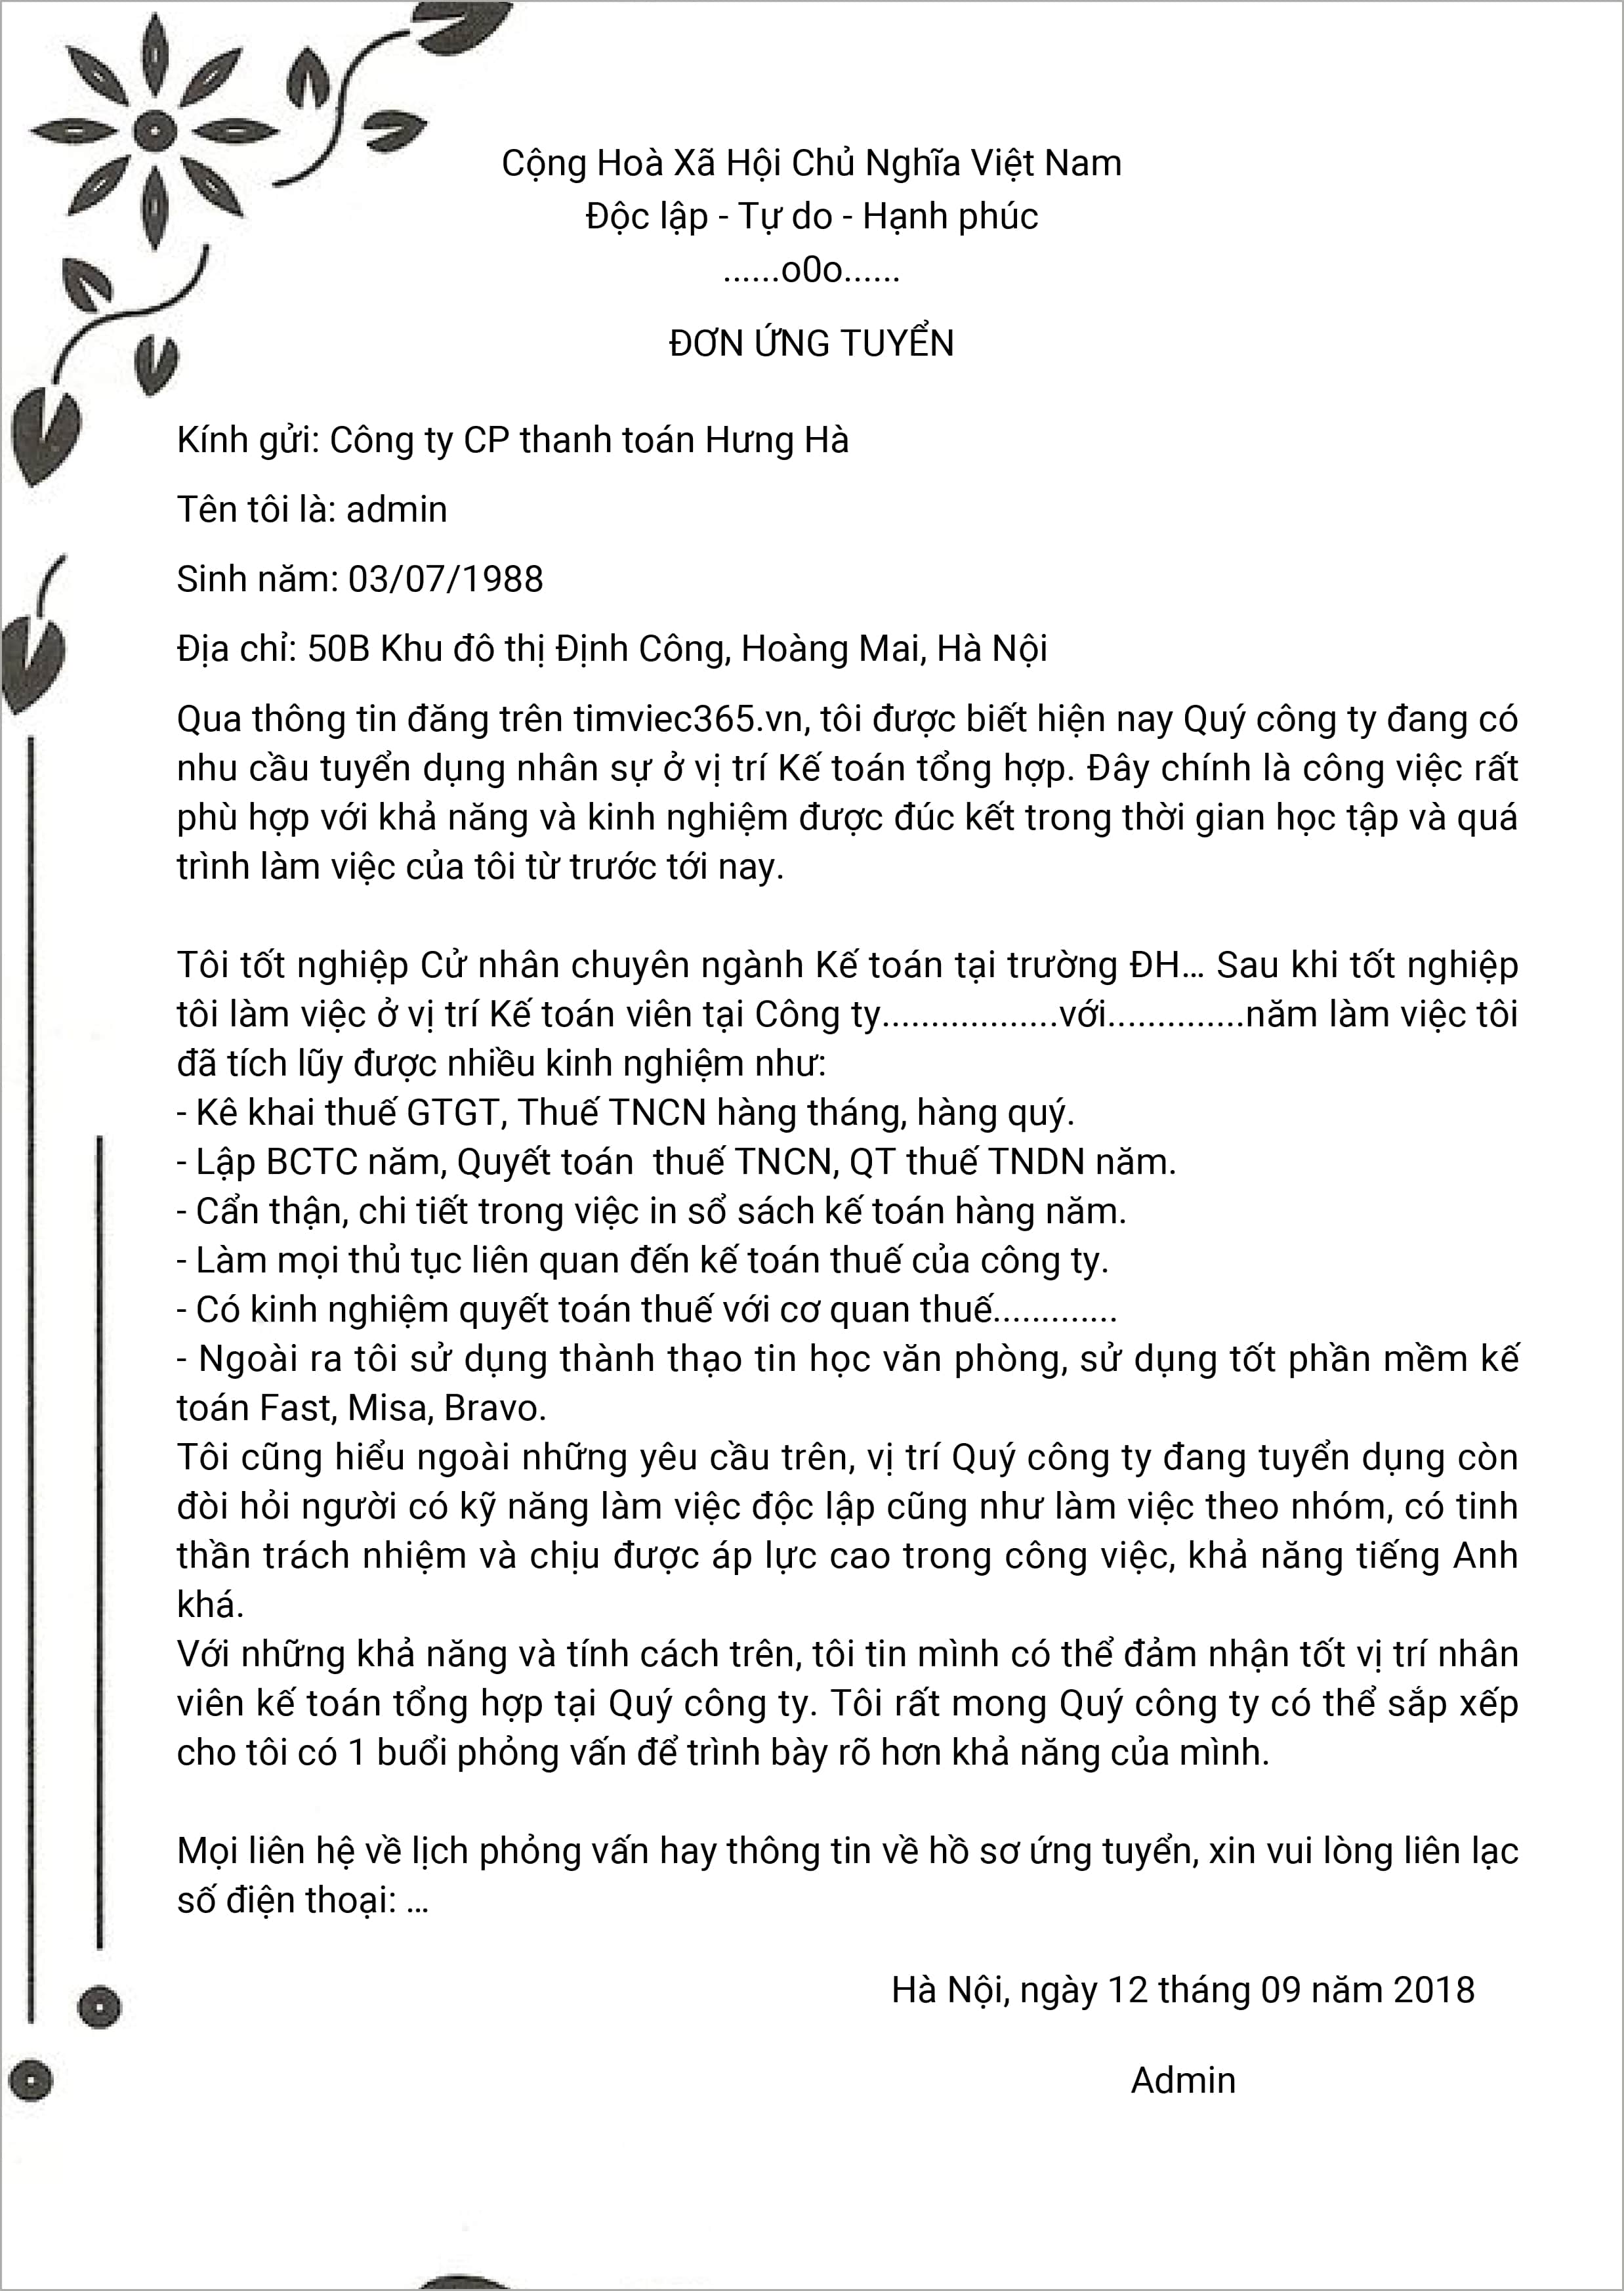 Cộng Hoà Xã Hội Chủ Nghĩa Việt Nam
Độc lập - Tự do - Hạnh phúc
......o0o......
ĐƠN ỨNG TUYỂN
Kính gửi: Công ty CP thanh toán Hưng Hà
Tên tôi là: admin
Sinh năm: 03/07/1988
Địa chỉ: 50B Khu đô thị Định Công, Hoàng Mai, Hà Nội
Qua thông tin đăng trên timviec365.vn, tôi được biết hiện nay Quý công ty đang có
nhu cầu tuyển dụng nhân sự ở vị trí Kế toán tổng hợp. Đây chính là công việc rất
phù hợp với khả năng và kinh nghiệm được đúc kết trong thời gian học tập và quá
trình làm việc của tôi từ trước tới nay.
Tôi tốt nghiệp Cử nhân chuyên ngành Kế toán tại trường ĐH... Sau khi tốt nghiệp
tôi làm việc ở vị trí Kế toán viên tại Công ty..................với..............năm làm việc tôi
đã tích lũy được nhiều kinh nghiệm như:
- Kê khai thuế GTGT, Thuế TNCN hàng tháng, hàng quý.
- Lập BCTC năm, Quyết toán  thuế TNCN, QT thuế TNDN năm.
- Cẩn thận, chi tiết trong việc in sổ sách kế toán hàng năm.
- Làm mọi thủ tục liên quan đến kế toán thuế của công ty.
- Có kinh nghiệm quyết toán thuế với cơ quan thuế.............
- Ngoài ra tôi sử dụng thành thạo tin học văn phòng, sử dụng tốt phần mềm kế
toán Fast, Misa, Bravo.
Tôi cũng hiểu ngoài những yêu cầu trên, vị trí Quý công ty đang tuyển dụng còn
đòi hỏi người có kỹ năng làm việc độc lập cũng như làm việc theo nhóm, có tinh
thần trách nhiệm và chịu được áp lực cao trong công việc, khả năng tiếng Anh
khá.
Với những khả năng và tính cách trên, tôi tin mình có thể đảm nhận tốt vị trí nhân
viên kế toán tổng hợp tại Quý công ty. Tôi rất mong Quý công ty có thể sắp xếp
cho tôi có 1 buổi phỏng vấn để trình bày rõ hơn khả năng của mình.
Mọi liên hệ về lịch phỏng vấn hay thông tin về hồ sơ ứng tuyển, xin vui lòng liên lạc
số điện thoại: ...
Hà Nội, ngày 12 tháng 09 năm 2018
Admin